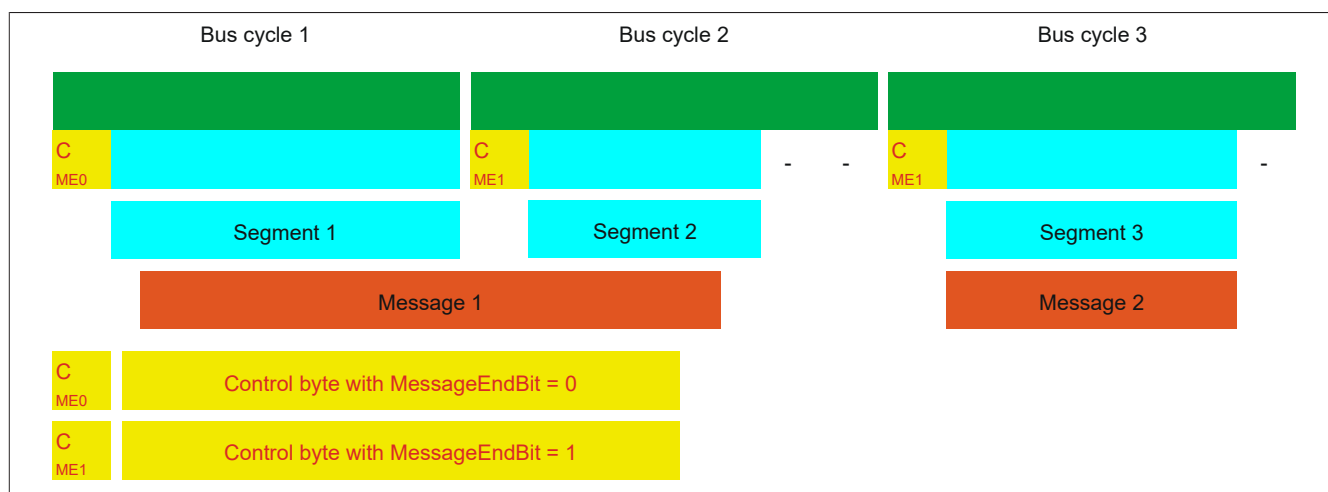 Bus cycle 1
Bus cycle 2
Bus cycle 3
C
ME0
C
ME1
-
-
C
ME1
-
Segment 1
Segment 2
Segment 3
Message 1
Message 2
C
ME0
Control byte with MessageEndBit = 0
C
ME1
Control byte with MessageEndBit = 1